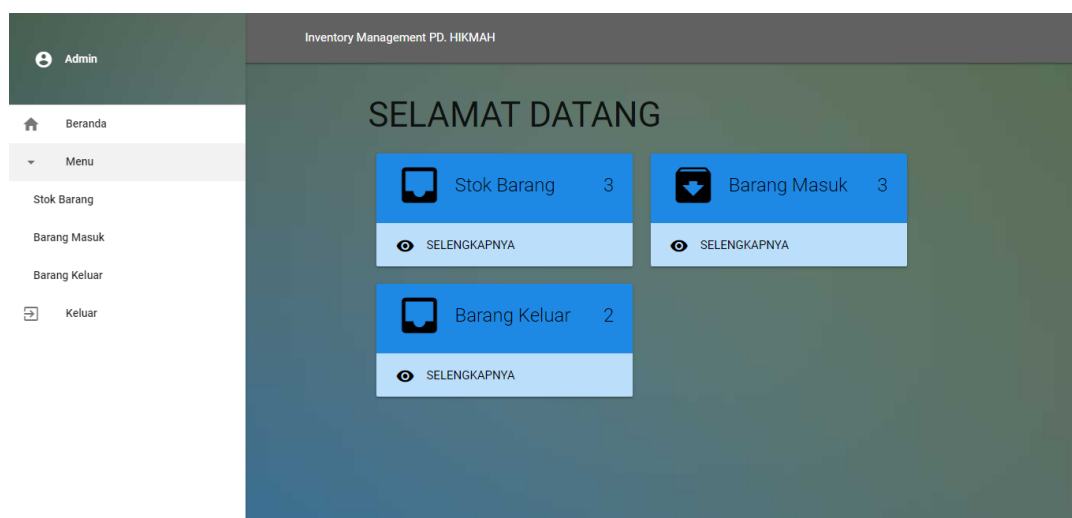 Admin
Beranda
Menu
Stok Barang
Barang Masuk
Barang Keluar
Keluar
Inventory Management PD. HIKMAH
SELAMAT DATANG
Stok Barang 3
SELENGKAPNYA
Barang Masuk 3
SELENGKAPNYA
Barang Keluar 2
SELENGKAPNYA